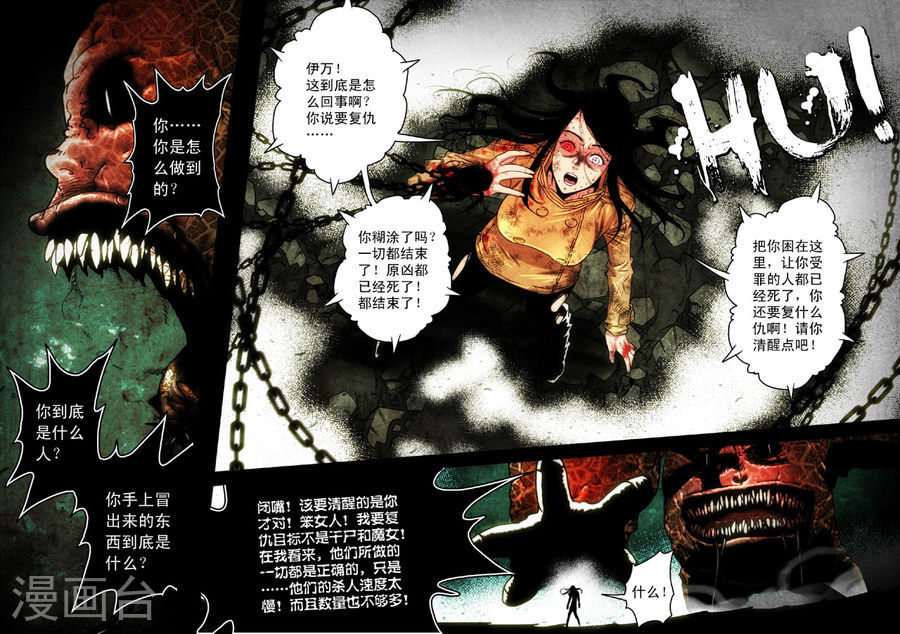 你……
你是怎
么做到
的？
你到底
是什么
人？
你手上冒
出来的东
西到底是
什么？
伊万！
这到底是怎
么回事啊？
你说要复仇
……
你糊涂了吗？
一切都结束
了！原凶都
已经死了！
都结束了！
HU!
把你困在这
里，让你受
罪的人都已
经死了，你
还要复什么
仇啊！请你
清醒点吧！
闭嘴！该要清醒的是你
才对！笨女人！我要复
仇目标不是干尸和魔女！
在我看来，他们所做的
一切都是正确的，只是
……他们的杀人速度太
慢！而且数量也不够多！
什么！
漫画台